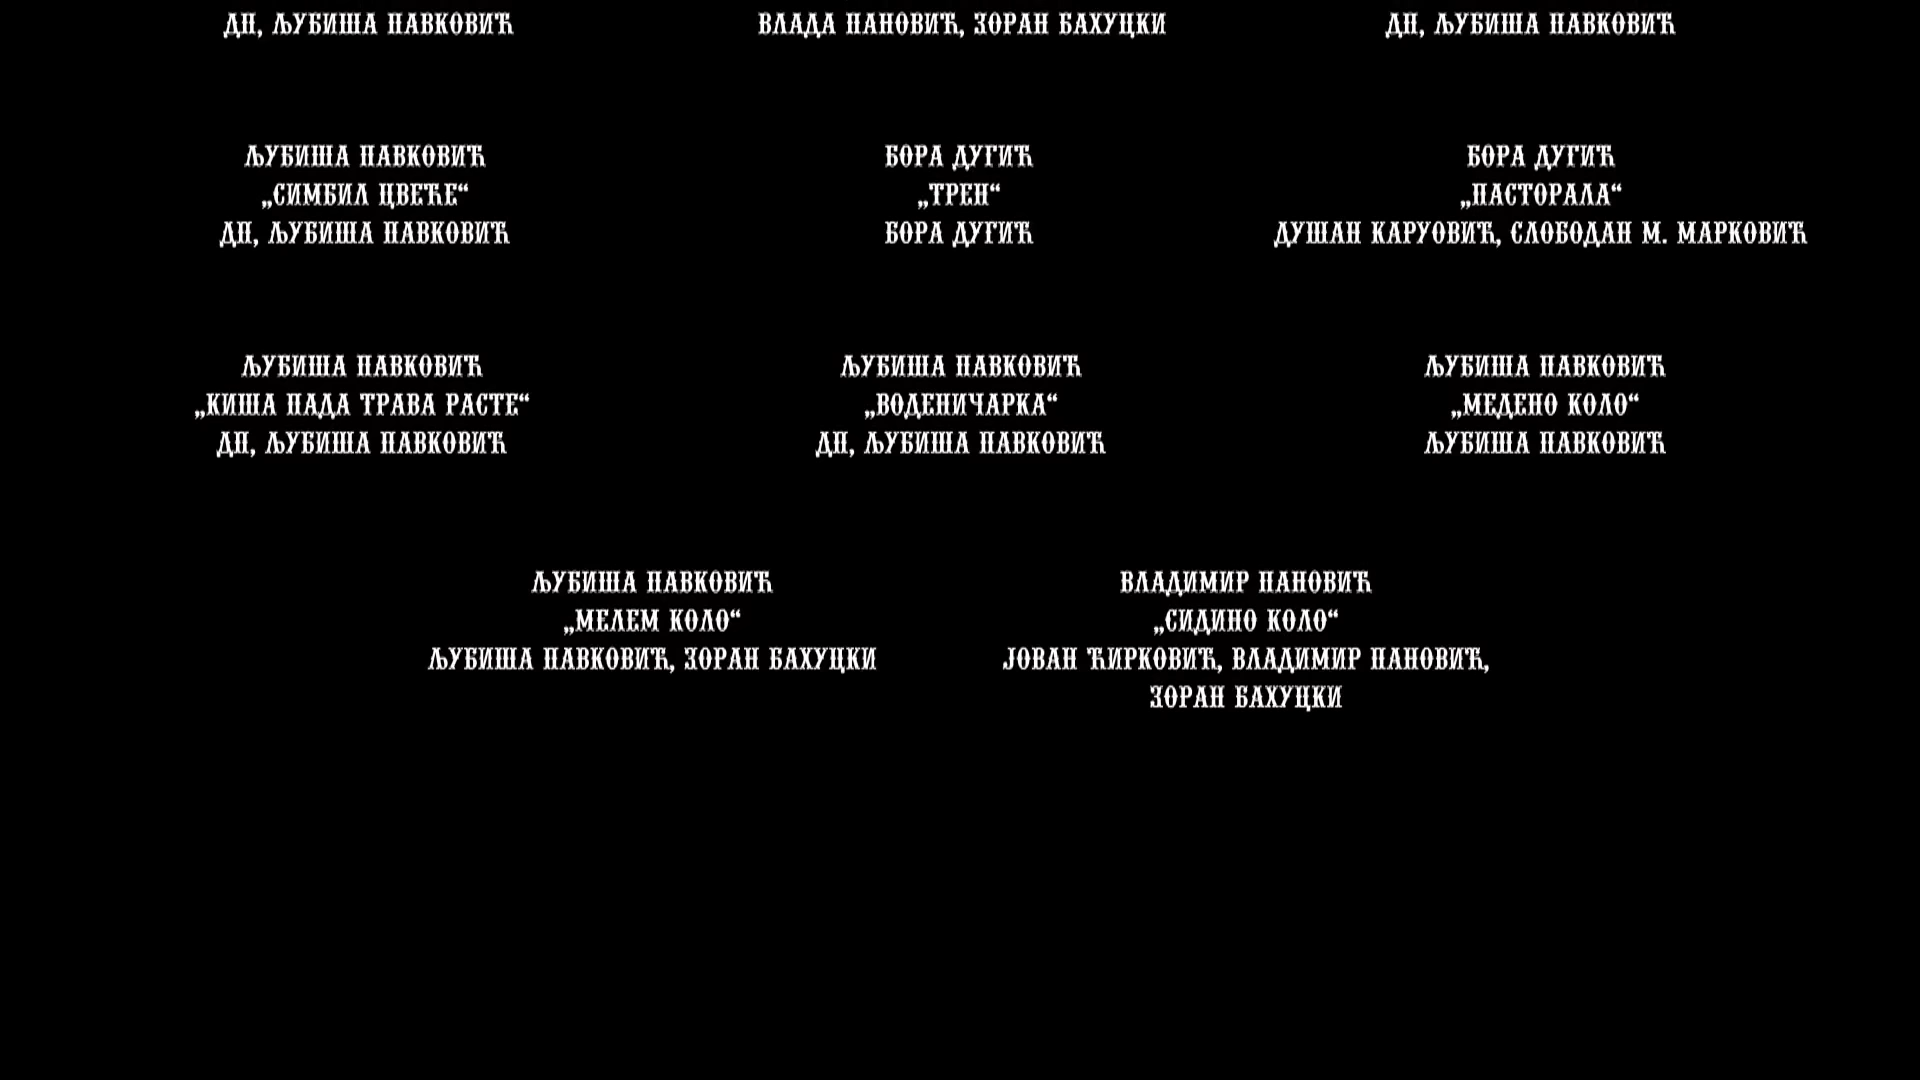 ДП, ЉУБИША ПАВКОВИЋ
ВЛАДА ПАНОВИЋ, ЗОРАН БАХУЦКИ
ДП, ЉУБИША ПАВКОВИЋ
ЉУБИША ПАВКОВИЋ
„СИМБИЛ ЦВЕЋЕ“
ДП, ЉУБИША ПАВКОВИЋ
БОРА ДУГИЋ
„ТРЕН“
БОРА ДУГИЋ
БОРА ДУГИЋ
„ПАСТОРАЛА“
ДУШАН КАРУОВИЋ, СЛОБОДАН М. МАРКОВИЋ
ЉУБИША ПАВКОВИЋ
„КИША ПАДА ТРАВА РАСТЕ“
ДП, ЉУБИША ПАВКОВИЋ
ЉУБИША ПАВКОВИЋ
„ВОДЕНИЧАРКА“
ДП, ЉУБИША ПАВКОВИЋ
ЉУБИША ПАВКОВИЋ
„МЕДЕНО КОЛО“
ЉУБИША ПАВКОВИЋ
ЉУБИША ПАВКОВИЋ
„МЕЛЕМ КОЛО“
ЉУБИША ПАВКОВИЋ, ЗОРАН БАХУЦКИ
ВЛАДИМИР ПАНОВИЋ
„СИДИНО КОЛО“
ЈОВАН ЋИРКОВИЋ, ВЛАДИМИР ПАНОВИЋ,
ЗОРАН БАХУЦКИ